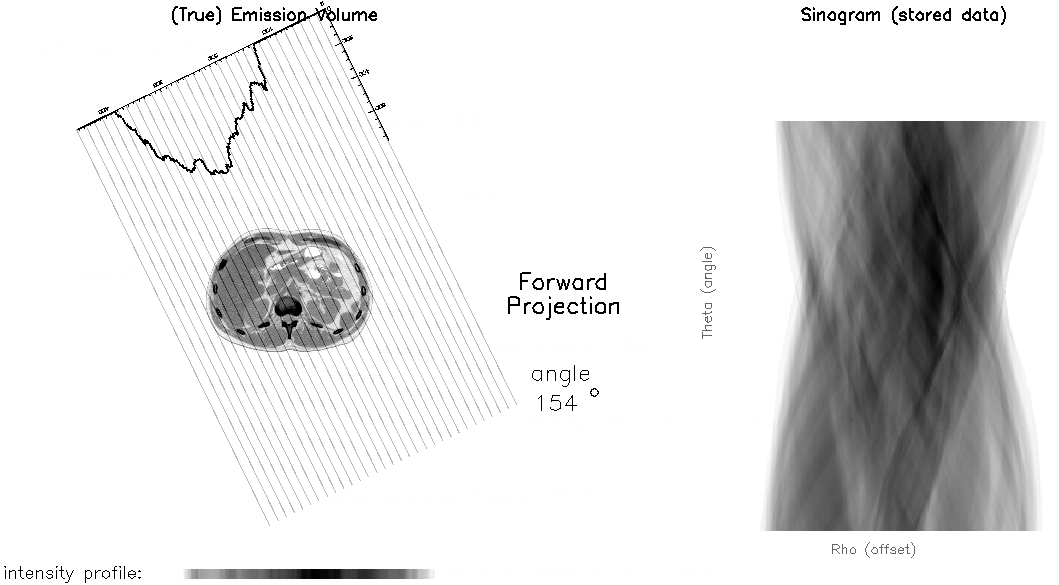 (True) Emission Volume
Sinogram (stored data)
Forward
Projection
angle
154 °
Theta (angle)
Rho (offset)
intensity profile: